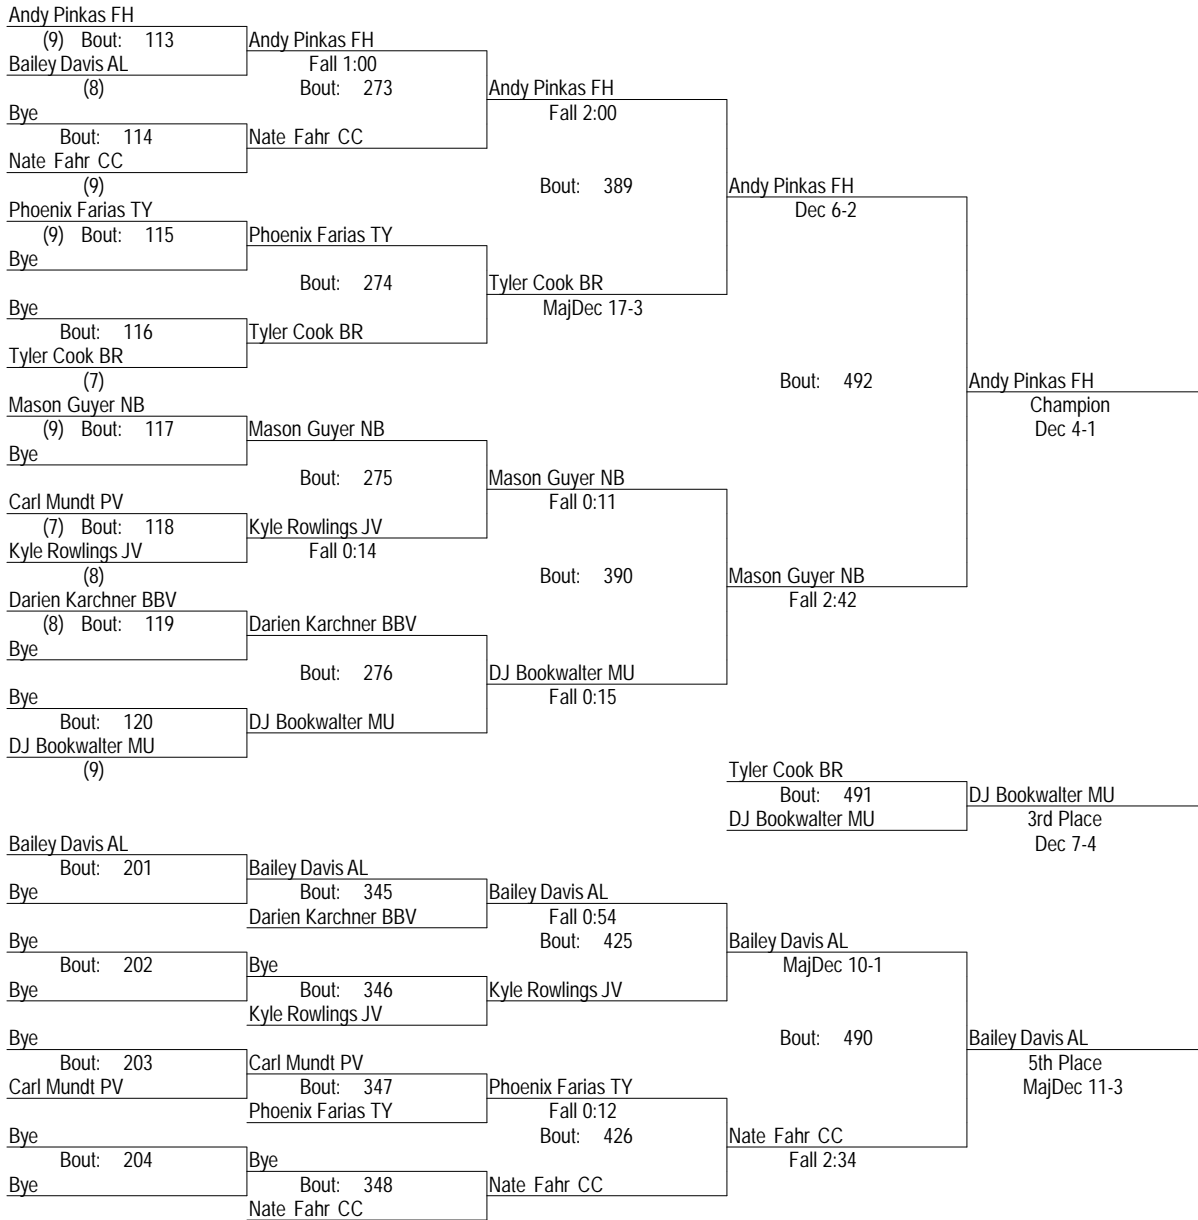 Andy Pinkas FH
(9) Bout: 113
Bailey Davis AL
(8)
Bye
Bout: 114
Nate Fahr CC
(9)
Phoenix Farias TY
(9) Bout: 115
Bye
Bye
Bout: 116
Tyler Cook BR
(7)
Mason Guyer NB
(9) Bout: 117
Bye
Carl Mundt PV
(7) Bout: 118
Kyle Rowlings JV
(8)
Darien Karchner BBV
(8) Bout: 119
Bye
Bye
Bout: 120
DJ Bookwalter MU
(9)
Andy Pinkas FH
Fall 1:00
Bout: 273
Nate Fahr CC
Phoenix Farias TY
Bout: 274
Tyler Cook BR
Mason Guyer NB
Bout: 275
Kyle Rowlings JV
Fall 0:14
Darien Karchner BBV
Bout: 276
DJ Bookwalter MU
Andy Pinkas FH
Fall 2:00
Bout: 389
Tyler Cook BR
MajDec 17-3
Mason Guyer NB
Fall 0:11
Bout: 390
DJ Bookwalter MU
Fall 0:15
Andy Pinkas FH
Dec 6-2
Bout: 492
Mason Guyer NB
Fall 2:42
Andy Pinkas FH
Champion
Dec 4-1
Tyler Cook BR
Bout: 491
DJ Bookwalter MU
DJ Bookwalter MU
3rd Place
Dec 7-4
Bailey Davis AL
Bout: 201
Bye
Bye
Bout: 202
Bye
Bye
Bout: 203
Carl Mundt PV
Bye
Bout: 204
Bye
Bailey Davis AL
Bout: 345
Darien Karchner BBV
Bye
Bout: 346
Kyle Rowlings JV
Carl Mundt PV
Bout: 347
Phoenix Farias TY
Bye
Bout: 348
Nate Fahr CC
Bailey Davis AL
Fall 0:54
Bout: 425
Kyle Rowlings JV
Phoenix Farias TY
Fall 0:12
Bout: 426
Nate Fahr CC
Bailey Davis AL
MajDec 10-1
Bout: 490
Nate Fahr CC
Fall 2:34
Bailey Davis AL
5th Place
MajDec 11-3